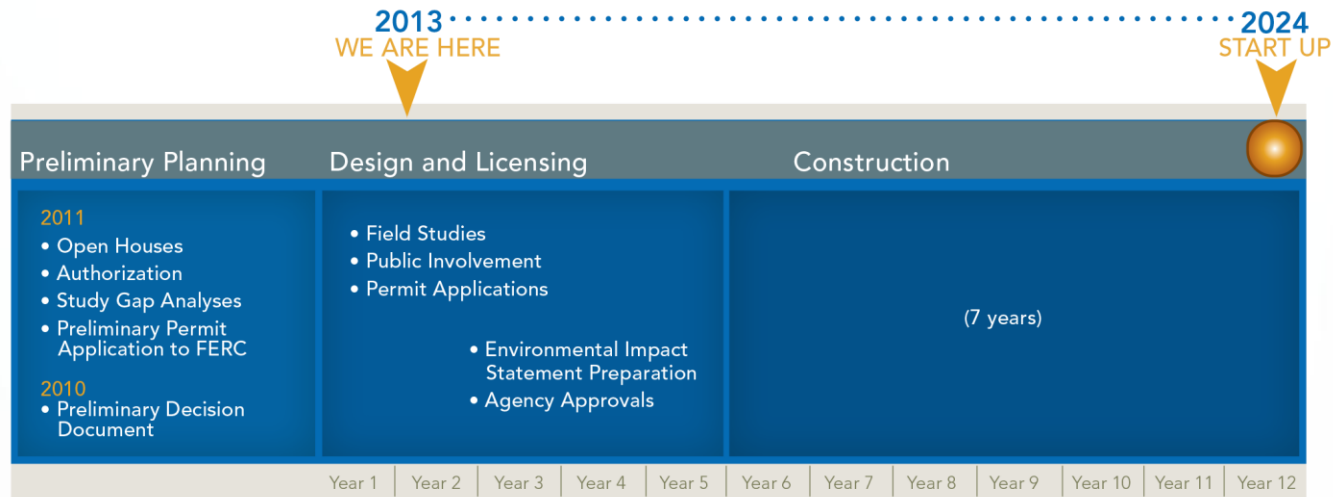 2013
2024
WE ARE HERE
START UP
Preliminary Planning
Design and Licensing
Construction
2011
• Open Houses
• Authorization
• Study Gap Analyses
• Preliminary Permit
Application to FERC
2010
• Preliminary Decision
Document
• Field Studies
• Public Involvement
• Permit Applications
• Environmental Impact
Statement Preparation
• Agency Approvals
(7 years)
Year 1
Year 2
Year 3
Year 4
Year 5
Year 6
Year 7
Year 8
Year 9
Year 10
Year 11
Year 12